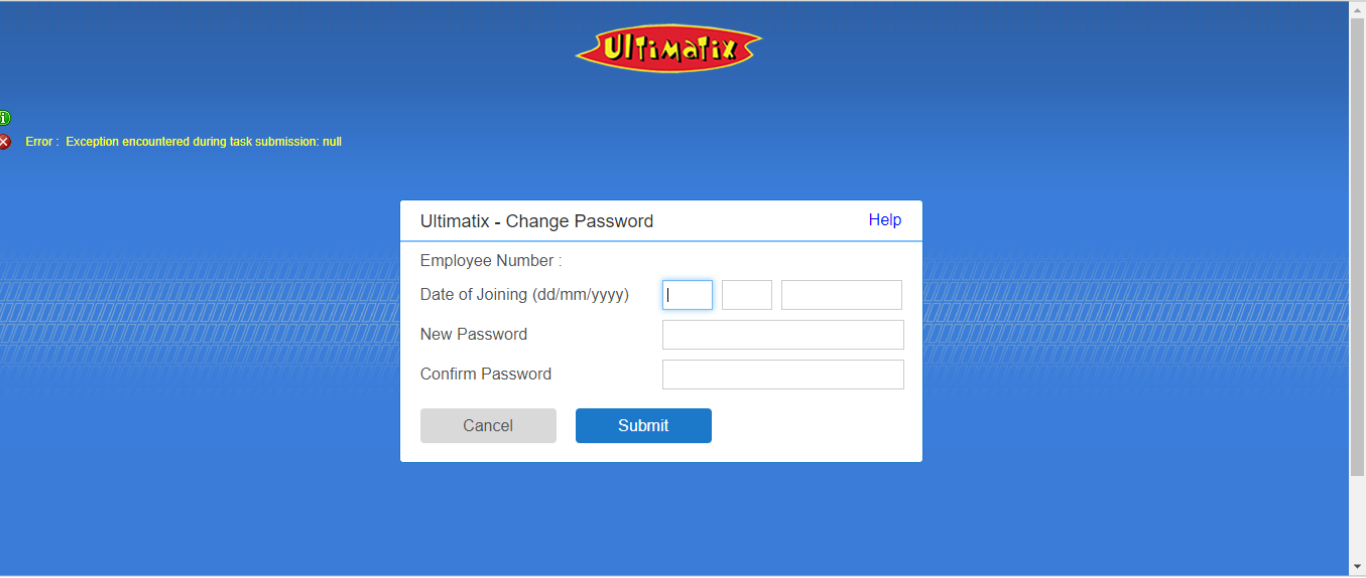 Ultimatix
Error : Exception encountered during task submission: null
Ultimatix - Change Password Help
Employee Number :
Date of Joining (dd/mm/yyyy)
New Password
Confirm Password
Cancel Submit